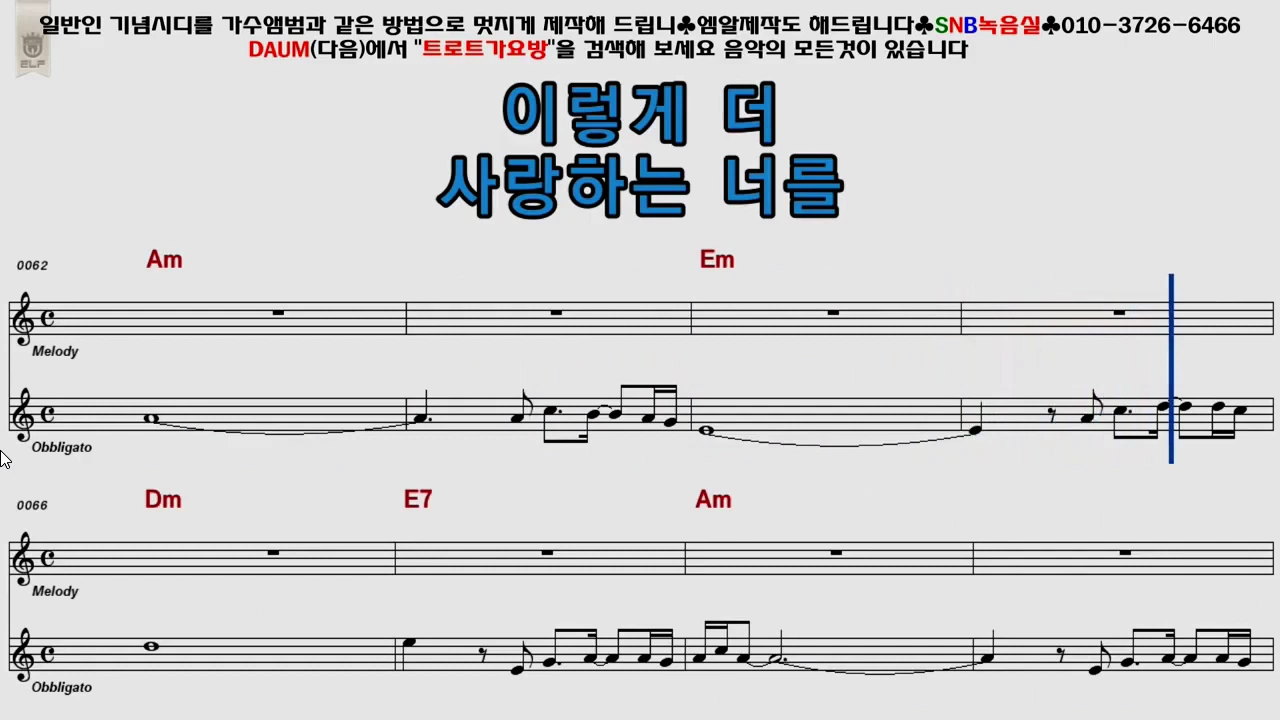 일반인 기념시디를 가수앨범과 같은 방법으로 멋지게 제작해 드립니♣엠알제작도 해드립니다♣SNB녹음실♣010-3726-6466
DAUM(다음)에서 "트로트가요방"을 검색해 보세요 음악의 모든것이 있습니다
ELF
이렇게 더
사랑하는 너를
0062
Am Em
Melody
Obbligato
0066
Dm E7 Am
Melody
Obbligato